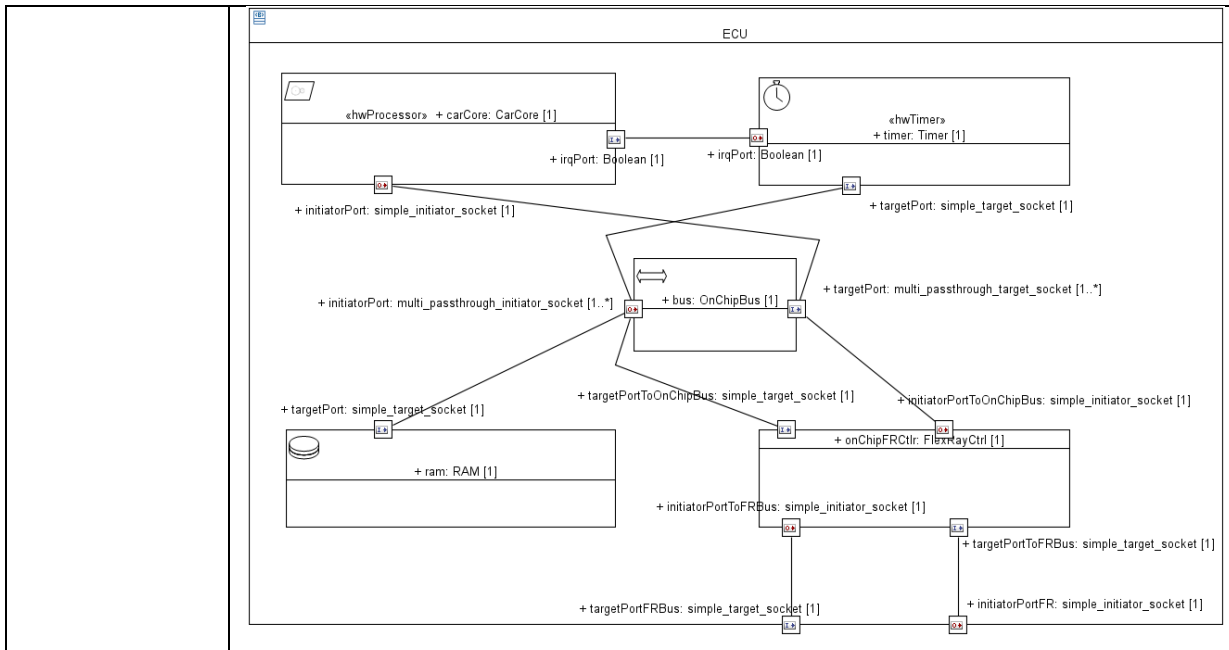 ECU
«hwProcessor» + carCore: CarCore [1]
«hwTimer»
+ timer: Timer [1]
+ irqPort: Boolean [1]
+ irqPort: Boolean [1]
+ initiatorPort: simple_initiator_socket [1]
+ targetPort: simple_target_socket [1]
+ initiatorPort: multi_passthrough_initiator_socket [1..*]
+ bus: OnChipBus [1]
+ targetPort: multi_passthrough_target_socket [1..*]
+ targetPort: simple_target_socket [1]
+ targetPortToOnChipBus: simple_target_socket [1]
+ initiatorPortToOnChipBus: simple_initiator_socket [1]
+ ram: RAM [1]
+ onChipFRCtlr: FlexRayCtrl [1]
+ initiatorPortToFRBus: simple_initiator_socket [1]
+ targetPortToFRBus: simple_target_socket [1]
+ targetPortFRBus: simple_target_socket [1]
+ initiatorPortFR: simple_initiator_socket [1]